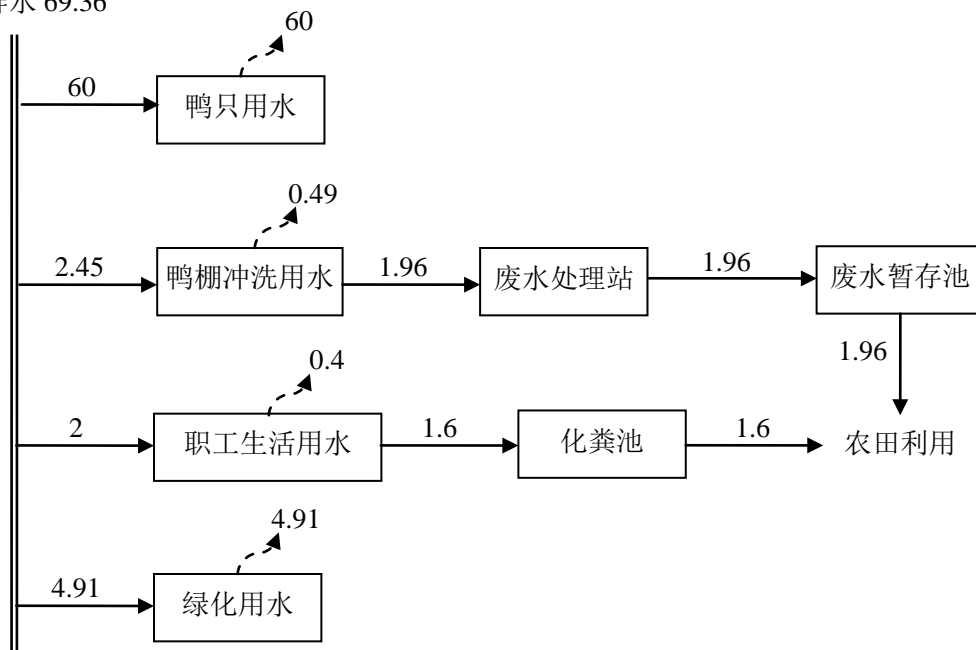 水 69.36
60
60
鸭只用水
0.49
2.45
鸭棚冲洗用水
1.96
废水处理站
1.96
废水暂存池
1.96
0.4
2
职工生活用水
1.6
化粪池
1.6
农田利用
4.91
4.91
绿化用水